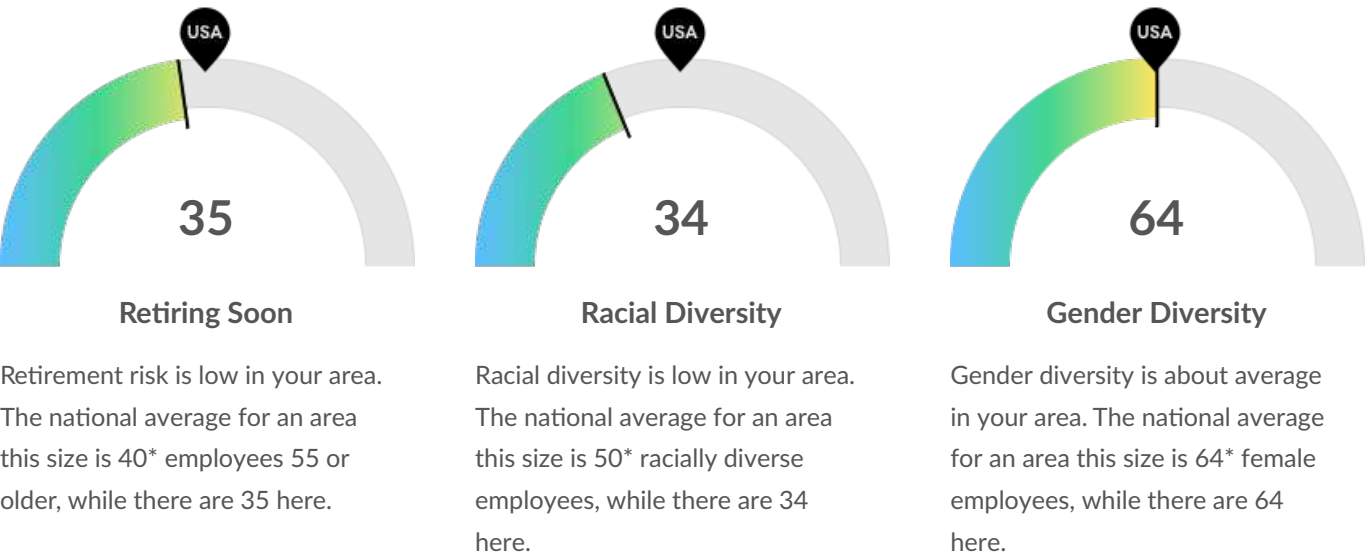 USA
35
Retiring Soon
Retirement risk is low in your area.
The national average for an area
this size is 40* employees 55 or
older, while there are 35 here.
USA
34
Racial Diversity
Racial diversity is low in your area.
The national average for an area
this size is 50* racially diverse
employees, while there are 34
here.
USA
64
Gender Diversity
Gender diversity is about average
in your area. The national average
for an area this size is 64* female
employees, while there are 64
here.